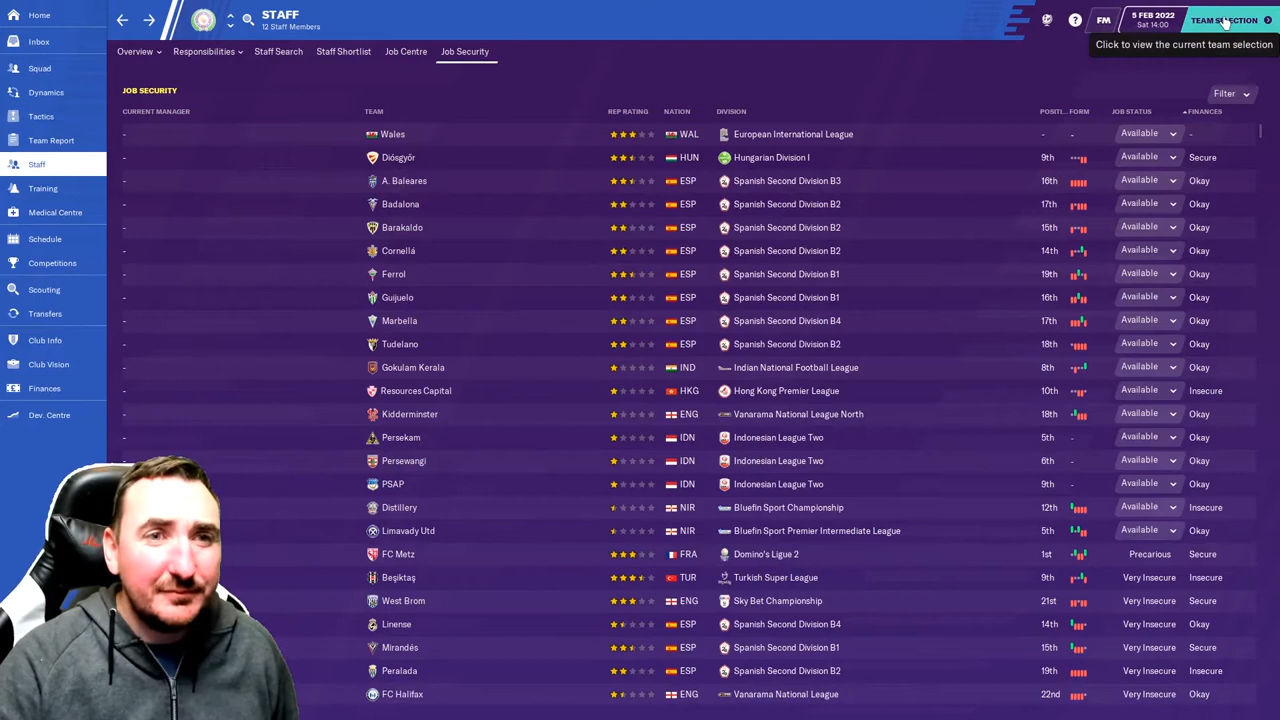 Home
Inbox
Squad
Dynamics
Tactics
Team Report
Staff
Training
Medical Centre
Schedule
Competitions
Scouting
Transfers
Club Info
Club Vision
Finances
Dev. Centre
STAFF
12 Staff Members
FM
5 FEB 2022
Sat 14:00
TEAM SELECTION
Click to view the current team selection
Overview Responsibilities Staff Search Staff Shortlist Job Centre Job Security
JOB SECURITY
Filter
CURRENT MANAGER TEAM REP RATING NATION DIVISION POSITI... FORM JOB STATUS FINANCES
- Wales WAL European International League - - Available -
- Diósgyőr HUN Hungarian Division I 9th Available Secure
- A. Baleares ESP Spanish Second Division B3 16th Available Okay
- Badalona ESP Spanish Second Division B2 17th Available Okay
- Barakaldo ESP Spanish Second Division B2 15th Available Okay
- Cornellá ESP Spanish Second Division B2 14th Available Okay
- Ferrol ESP Spanish Second Division B1 19th Available Okay
- Guijuelo ESP Spanish Second Division B1 16th Available Okay
- Marbella ESP Spanish Second Division B4 17th Available Okay
- Tudelano ESP Spanish Second Division B2 18th Available Okay
- Gokulam Kerala IND Indian National Football League 8th Available Okay
- Resources Capital HKG Hong Kong Premier League 10th Available Insecure
- Kidderminster ENG Vanarama National League North 18th Available Okay
- Persekam IDN Indonesian League Two 5th - Available Okay
- Persewangi IDN Indonesian League Two 6th - Available Okay
PSAP IDN Indonesian League Two 9th - Available Okay
Distillery NIR Bluefin Sport Championship 12th Available Insecure
Limavady Utd NIR Bluefin Sport Premier Intermediate League 5th Available Okay
FC Metz FRA Domino's Ligue 2 1st Precarious Secure
Beşiktaş TUR Turkish Super League 9th Very Insecure Insecure
West Brom ENG Sky Bet Championship 21st Very Insecure Secure
Linense ESP Spanish Second Division B4 14th Very Insecure Okay
Mirandés ESP Spanish Second Division B1 15th Very Insecure Secure
Peralada ESP Spanish Second Division B2 19th Very Insecure Insecure
FC Halifax ENG Vanarama National League 22nd Very Insecure Okay